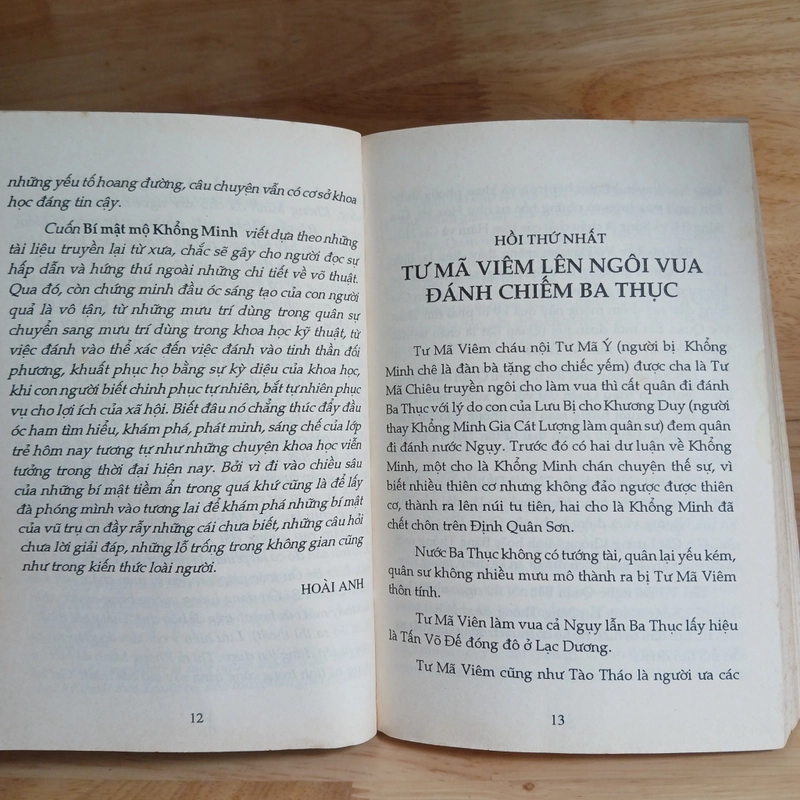 những yếu tố hoang đường, câu chuyện vẫn có cơ sở khoa
học đáng tin cậy.
Cuốn Bí mật mộ Khổng Minh viết dựa theo những
tài liệu truyền lại từ xưa, chắc sẽ gây cho người đọc sự
hấp dẫn và hứng thú ngoài những chi tiết về võ thuật.
Qua đó, còn chứng minh đầu óc sáng tạo của con người
quả là vô tận, từ những mưu trí dùng trong quân sự
chuyển sang mưu trí dùng trong khoa học kỹ thuật, từ
việc đánh vào thể xác đến việc đánh vào tinh thần đối
phương, khuất phục họ bằng sự kỳ diệu của khoa học,
khi con người biết chinh phục tự nhiên, bắt tự nhiên phục
vụ cho lợi ích của xã hội. Biết đâu nó chẳng thúc đẩy đầu
óc ham tìm hiểu, khám phá, phát minh, sáng chế của lớp
trẻ hôm nay tương tự như những chuyện khoa học viễn
tưởng trong thời đại hiện nay. Bởi vì đi vào chiều sâu
của những bí mật tiềm ẩn trong quá khứ cũng là để lấy
đà phóng mình vào tương lai để khám phá những bí mật
của vũ trụ cn đầy rẫy những cái chưa biết, những câu hỏi
chưa lời giải đáp, những lỗ trống trong không gian cũng
như trong kiến thức loài người.
HOÀI ANH
12
HỒI THỨ NHẤT
TƯ MÃ VIÊM LÊN NGÔI VUA
ĐÁNH CHIẾM BA THỤC
Tư Mã Viêm cháu nội Tư Mã Ý (người bị Khổng
Minh chê là đàn bà tặng cho chiếc yếm) được cha là Tư
Mã Chiêu truyền ngôi cho làm vua thì cất quân đi đánh
Ba Thục với lý do con của Lưu Bị cho Khương Duy (người
thay Khổng Minh Gia Cát Lượng làm quân sư) đem quân
đi đánh nước Ngụy. Trước đó có hai dư luận về Khổng
Minh, một cho là Khổng Minh chán chuyện thế sự, vì
biết nhiều thiên cơ nhưng không đảo ngược được thiên
cơ, thành ra lên núi tu tiên, hai cho là Khổng Minh đã
chết chôn trên Định Quân Sơn.
Nước Ba Thục không có tướng tài, quân lại yếu kém,
quân sư không nhiều mưu mô thành ra bị Tư Mã Viêm
thôn tính.
Tư Mã Viên làm vua cả Ngụy lẫn Ba Thục lấy hiệu
là Tấn Võ Đế đóng đô ở Lạc Dương.
Tư Mã Viêm cũng như Tào Tháo là người ưa các
13